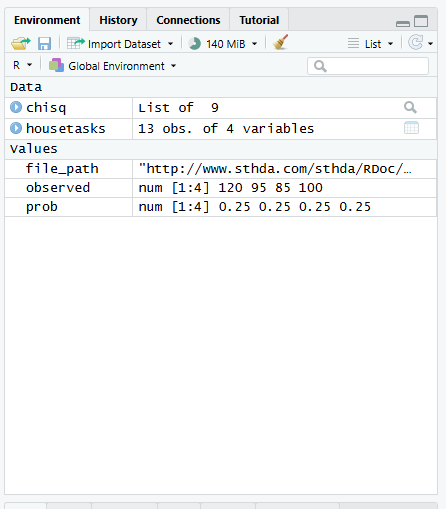 Environment History Connections Tutorial
Import Dataset 140 MiB List
R Global Environment
Data
chisq List of 9
housetasks 13 obs. of 4 variables
Values
file_path "http://www.sthda.com/sthda/RDoc/…
observed num [1:4] 120 95 85 100
prob num [1:4] 0.25 0.25 0.25 0.25